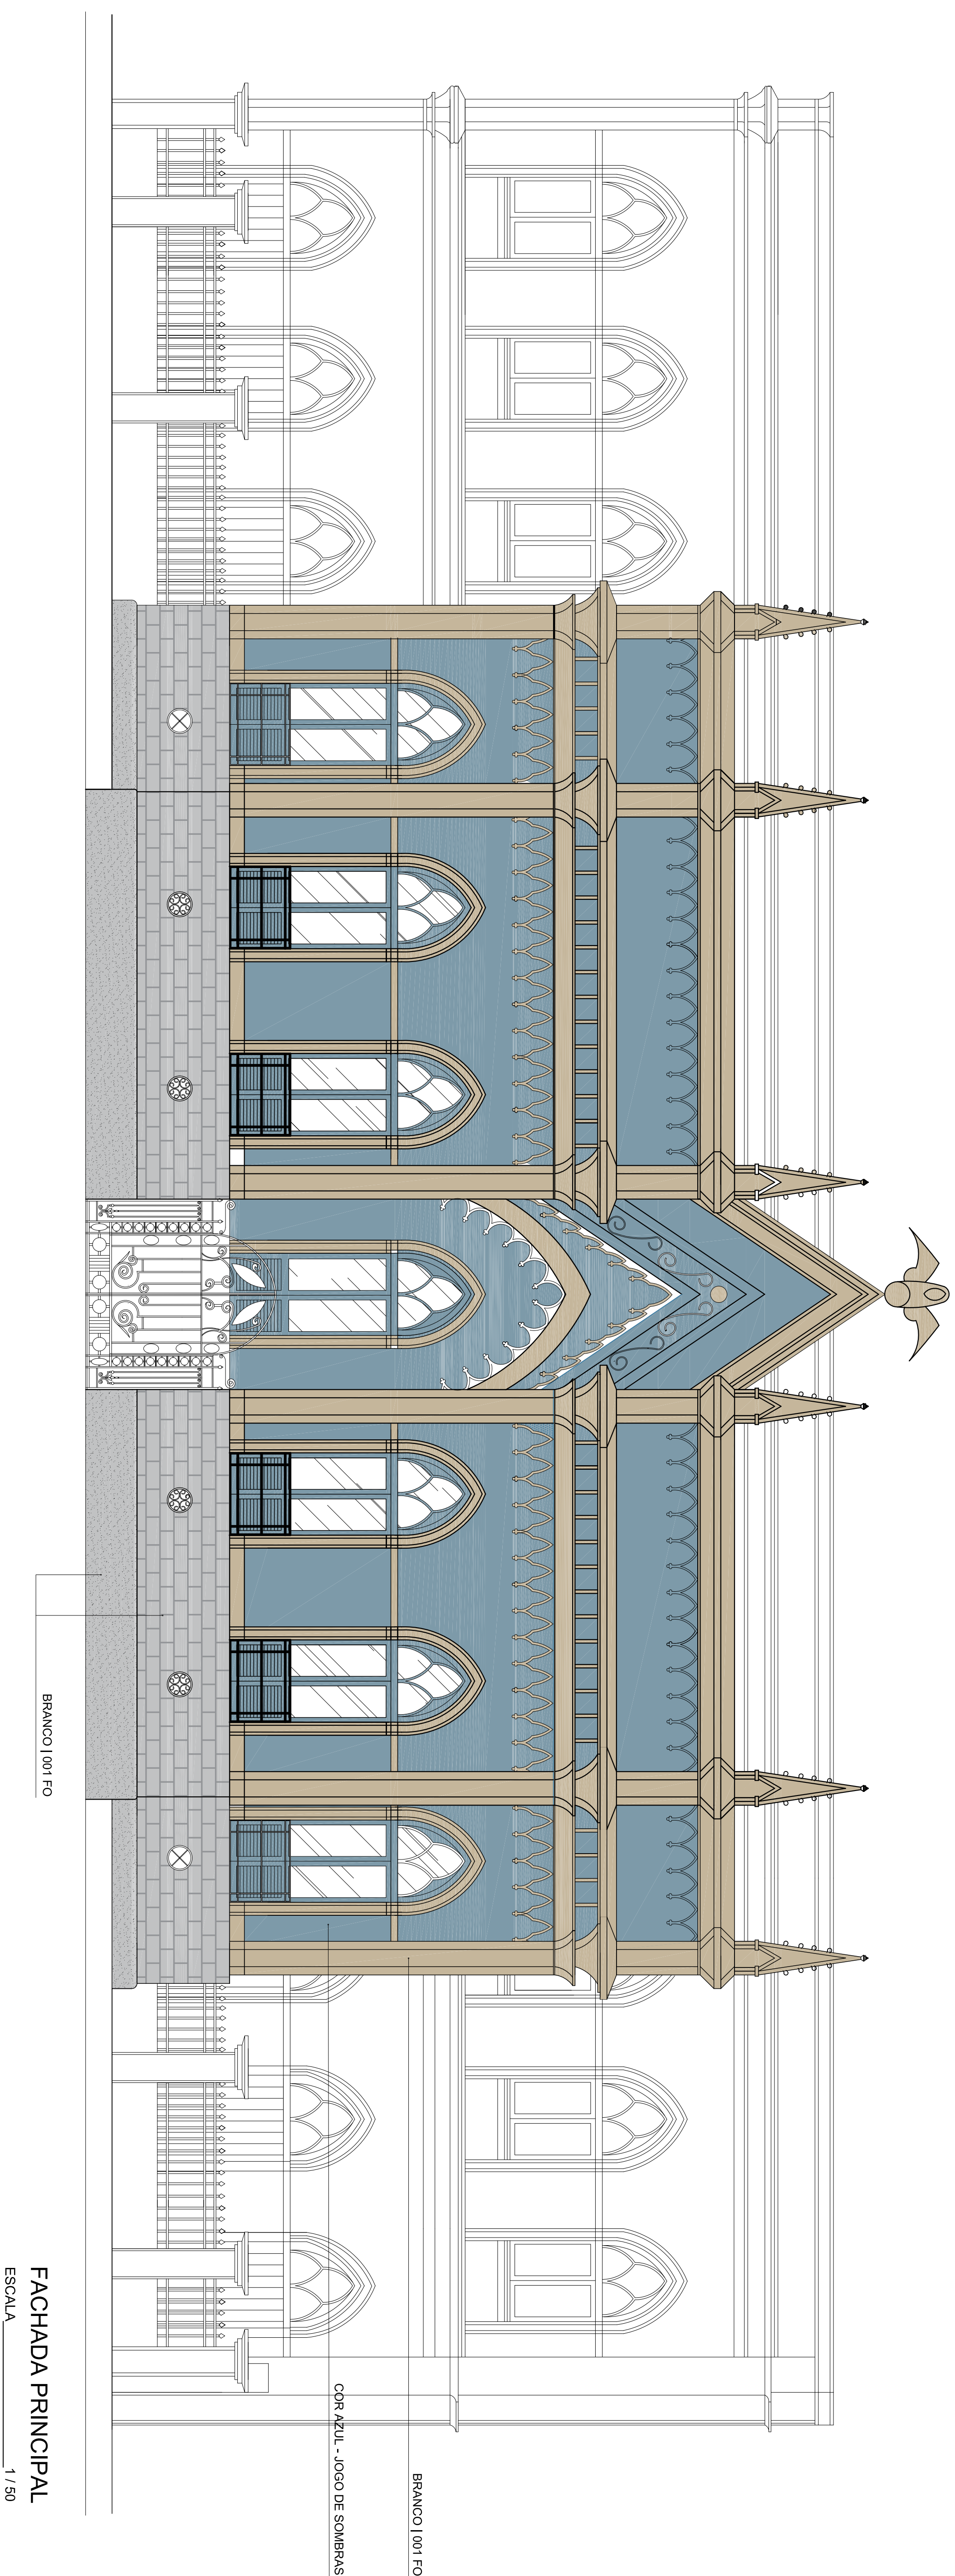 BRANCO | 001 FO
COR AZUL - JOGO DE SOMBRAS
BRANCO | 001 FO
FACHADA PRINCIPAL
ESCALA 1 / 50